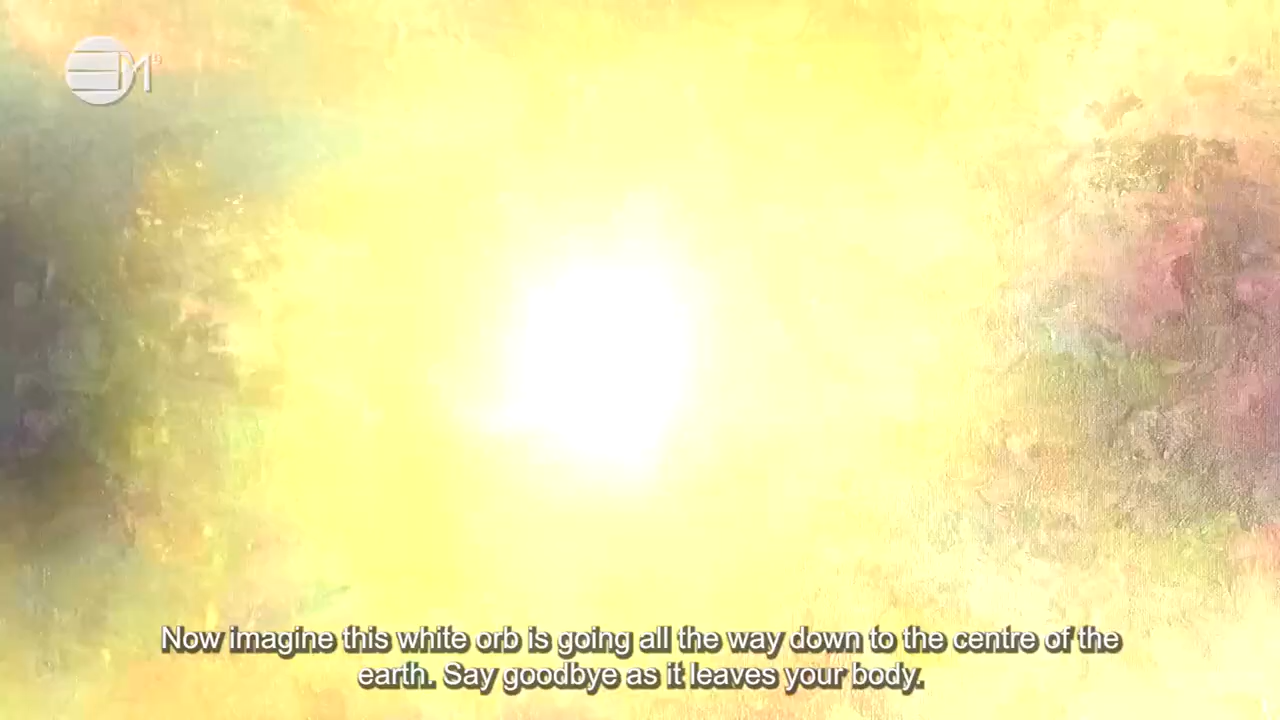 EM
Now imagine this white orb is going all the way down to the centre of the
earth. Say goodbye as it leaves your body.